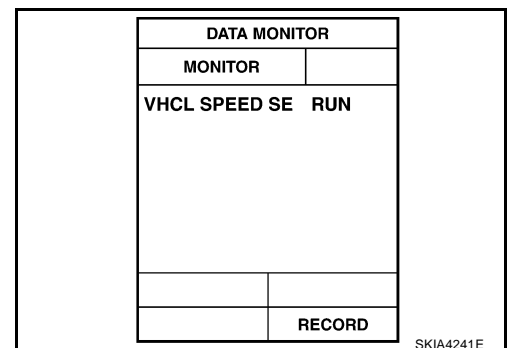 DATA MONITOR
MONITOR
VHCL SPEED SE RUN
RECORD
SKIA4241E